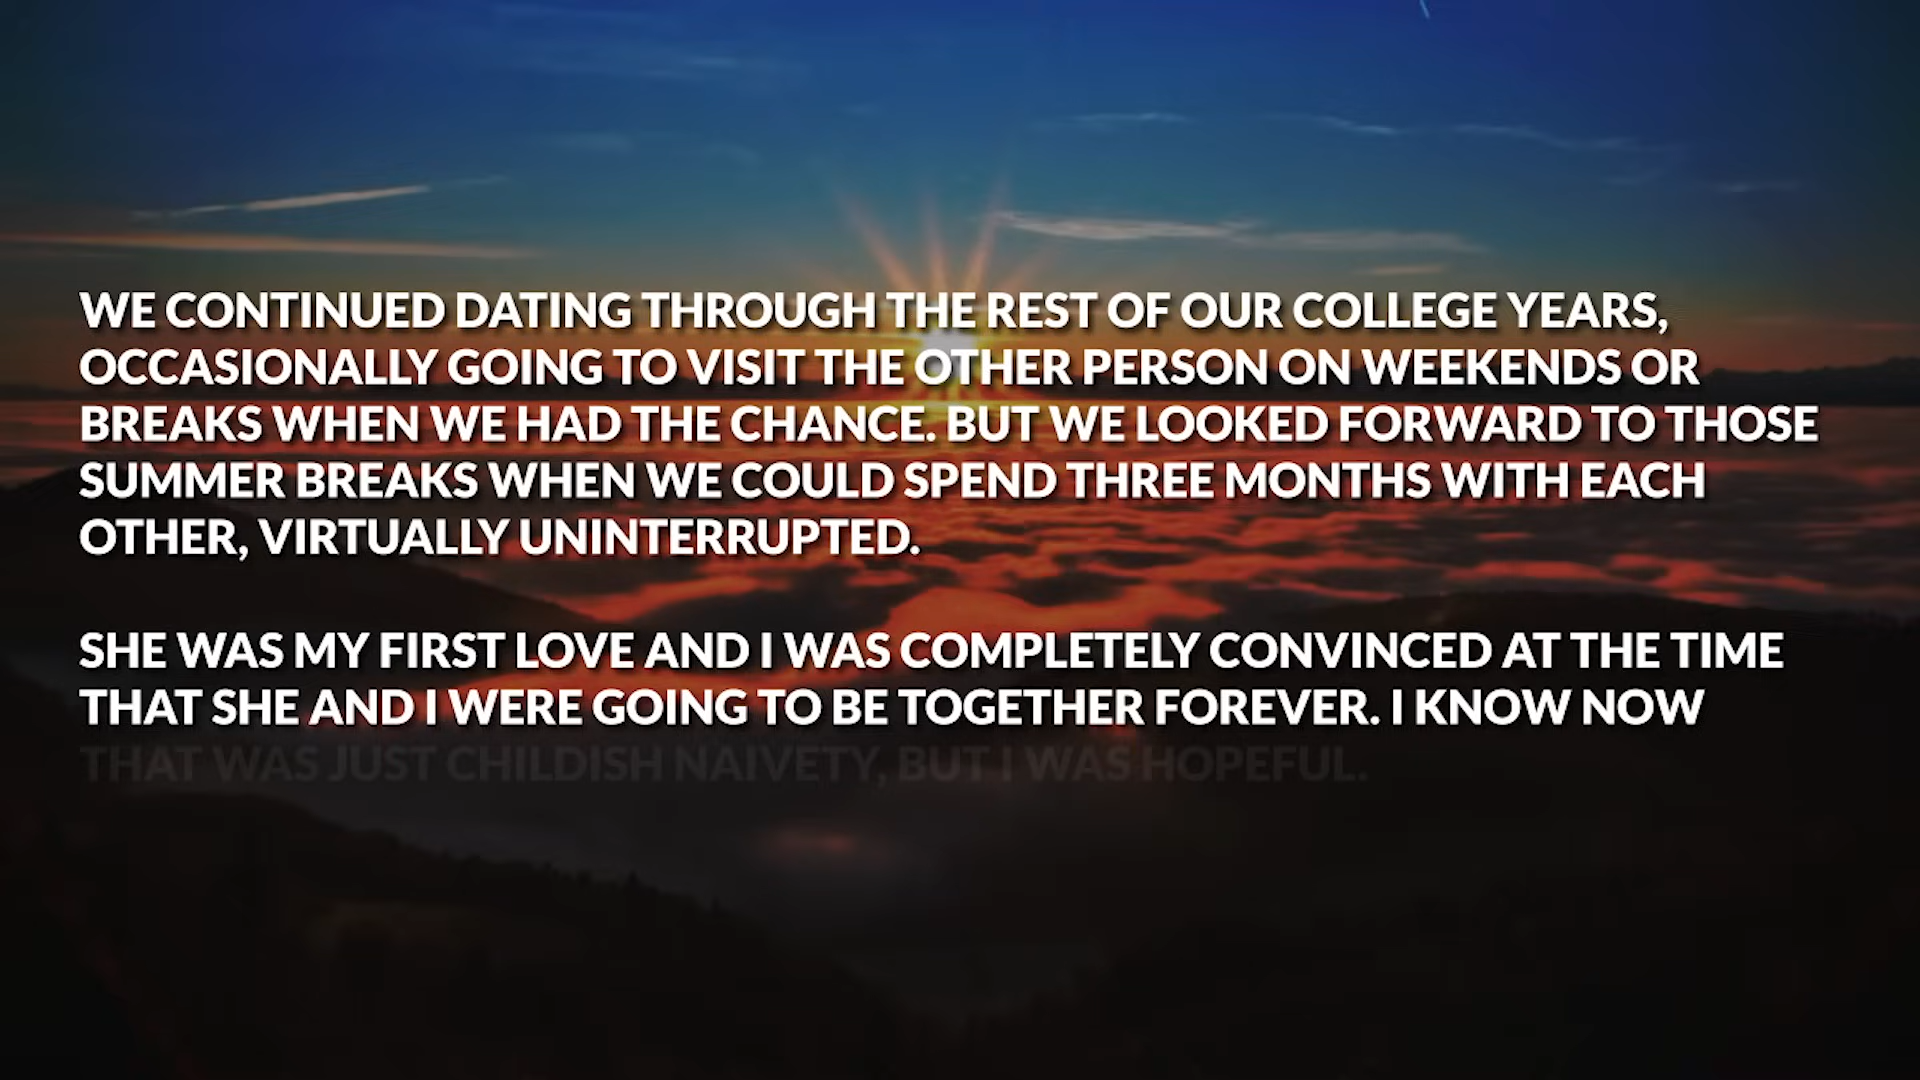 WE CONTINUED DATING THROUGH THE REST OF OUR COLLEGE YEARS,
OCCASIONALLY GOING TO VISIT THE OTHER PERSON ON WEEKENDS OR
BREAKS WHEN WE HAD THE CHANCE. BUT WE LOOKED FORWARD TO THOSE
SUMMER BREAKS WHEN WE COULD SPEND THREE MONTHS WITH EACH
OTHER, VIRTUALLY UNINTERRUPTED.
SHE WAS MY FIRST LOVE AND I WAS COMPLETELY CONVINCED AT THE TIME
THAT SHE AND I WERE GOING TO BE TOGETHER FOREVER. I KNOW NOW
THAT WAS JUST CHILDISH NAIVETY, BUT I WAS HOPEFUL.